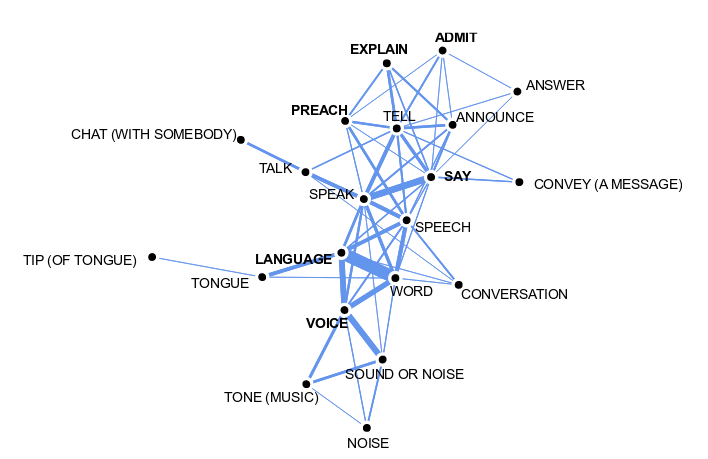 ADMIT
EXPLAIN
ANSWER
PREACH
TELL
ANNOUNCE
CHAT (WITH SOMEBODY)
TALK
SAY
CONVEY (A MESSAGE)
SPEAK
SPEECH
LANGUAGE
TIP (OF TONGUE)
TONGUE
WORD
CONVERSATION
VOICE
SOUND OR NOISE
TONE (MUSIC)
NOISE